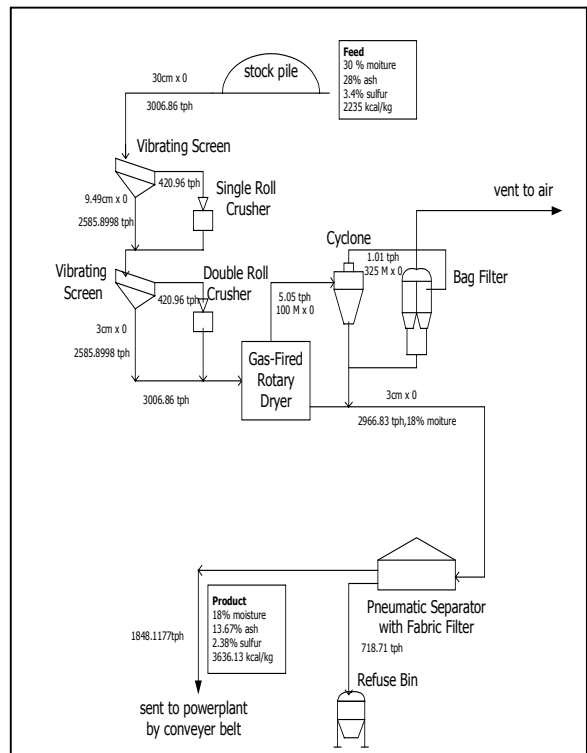 Feed
30 % moiture
28% ash
3.4% sulfur
2235 kcal/kg
stock pile
30cm x 0
3006.86 tph
Vibrating Screen
420.96 tph
Single Roll
Crusher
9.49cm x 0
2585.8998 tph
vent to air
Cyclone
1.01 tph
325 M x 0
Bag Filter
Vibrating
Screen
420.96 tph
Double Roll
Crusher
5.05 tph
100 M x 0
3cm x 0
2585.8998 tph
Gas-Fired
Rotary
Dryer
3006.86 tph
3cm x 0
2966.83 tph,18% moiture
Pneumatic Separator
with Fabric Filter
Product
18% moisture
13.67% ash
2.38% sulfur
3636.13 kcal/kg
1848.1177tph
718.71 tph
Refuse Bin
sent to powerplant
by conveyer belt